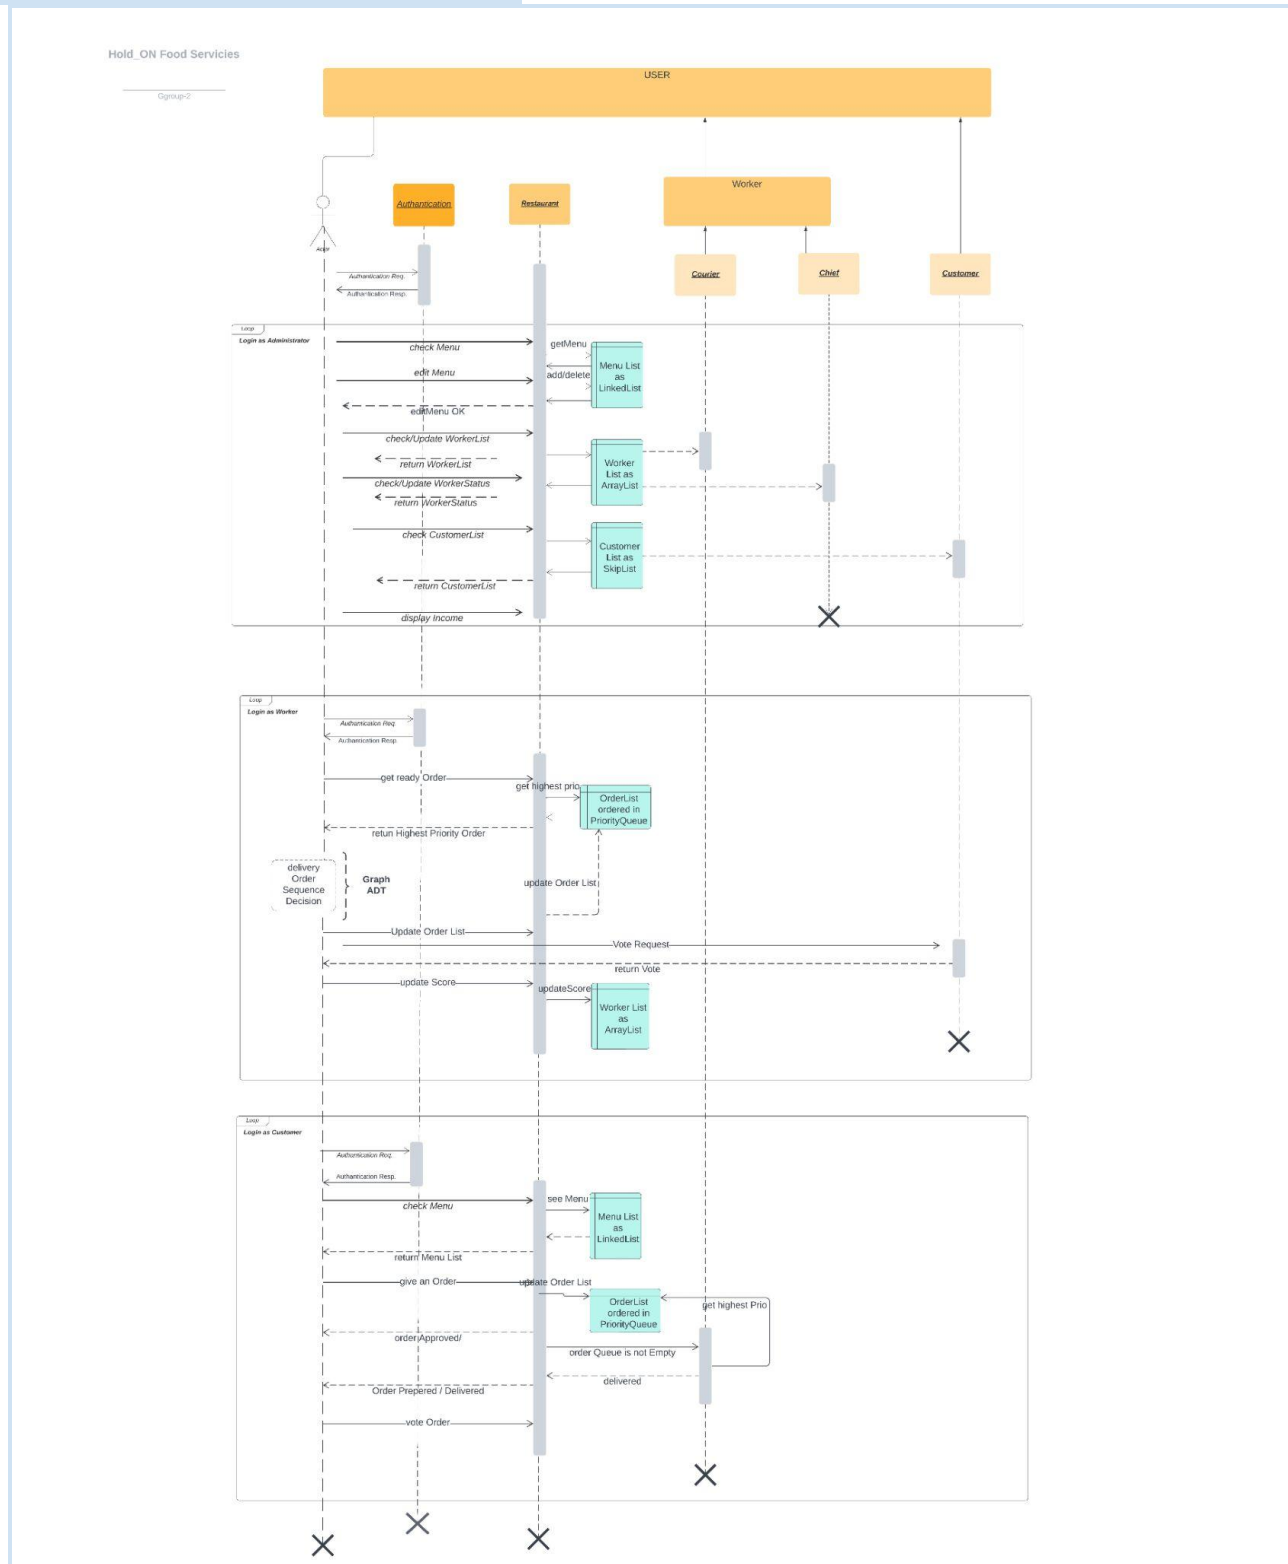 Hold_ON Food Servicies
Ggroup-2
USER
Worker
Authantication
Restaurant
Actor
Courier
Chief
Customer
Authentication Req.
Authantication Resp.
Loop
Login as Administrator
check Menu
getMenu
Menu List
as
LinkedList
edit Menu
add/delete
editMenu OK
check/Update WorkerList
return WorkerList
Worker
List as
ArrayList
check/Update WorkerStatus
return WorkerStatus
check CustomerList
Customer
List as
SkipList
return CustomerList
display Income
Loop
Login as Worker
Authantication Req
Authantication Resp
get ready Order
get highest prio
OrderList
ordered in
PriorityQueue
retun Highest Priority Order
delivery
Order
Sequence
Decision
Graph
ADT
update Order List
Update Order List
Vote Request
return Vote
update Score
updateScore
Worker List
as
ArrayList
Loop
Login as Customer
Authantication Req.
Authantication Resp.
check Menu
see Menu
Menu List
as
LinkedList
return Menu List
give an Order
update Order List
OrderList
ordered in
PriorityQueue
get highest Prio
order Approved/
order Queue is not Empty
delivered
Order Prepered / Delivered
vote Order